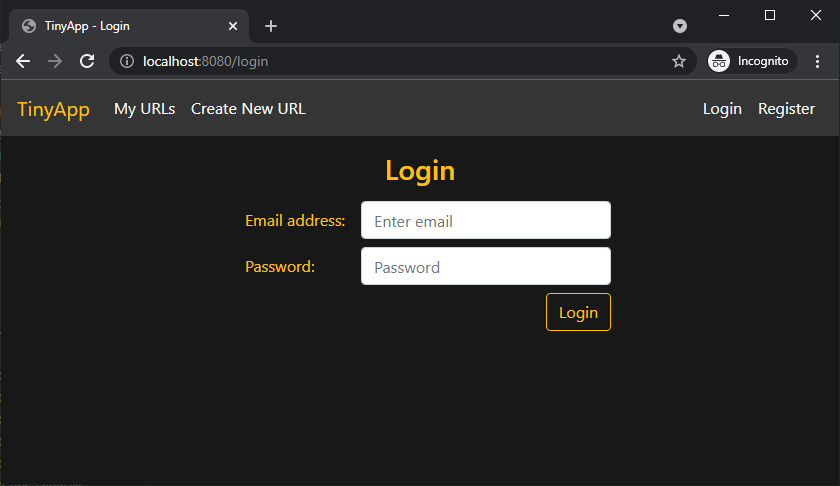 TinyApp - Login
localhost:8080/login
Incognito
TinyApp My URLs Create New URL Login Register
Login
Email address: Enter email
Password: Password
Login